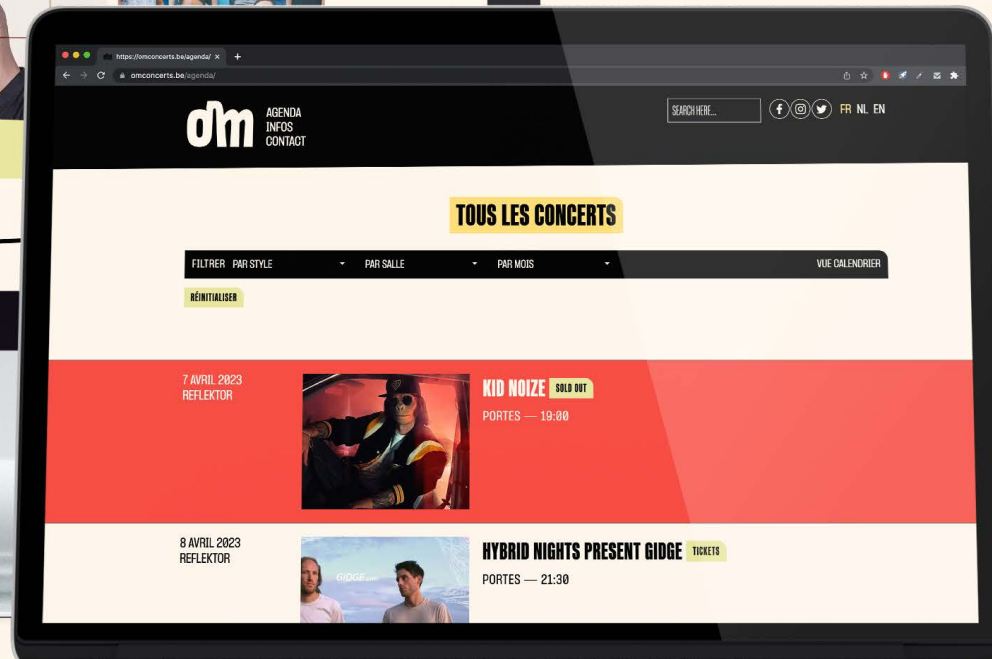 https://omconcerts.be/agenda/
omconcerts.be/agenda/
om
AGENDA
INFOS
CONTACT
SEARCH HERE...
FR NL EN
TOUS LES CONCERTS
FILTRER PAR STYLE PAR SALLE PAR MOIS VUE CALENDRIER
RÉINITIALISER
7 AVRIL 2023
REFLEKTOR
KID NOIZE SOLD OUT
PORTES — 19:00
8 AVRIL 2023
REFLEKTOR
GIDGE
HYBRID NIGHTS PRESENT GIDGE TICKETS
PORTES — 21:30